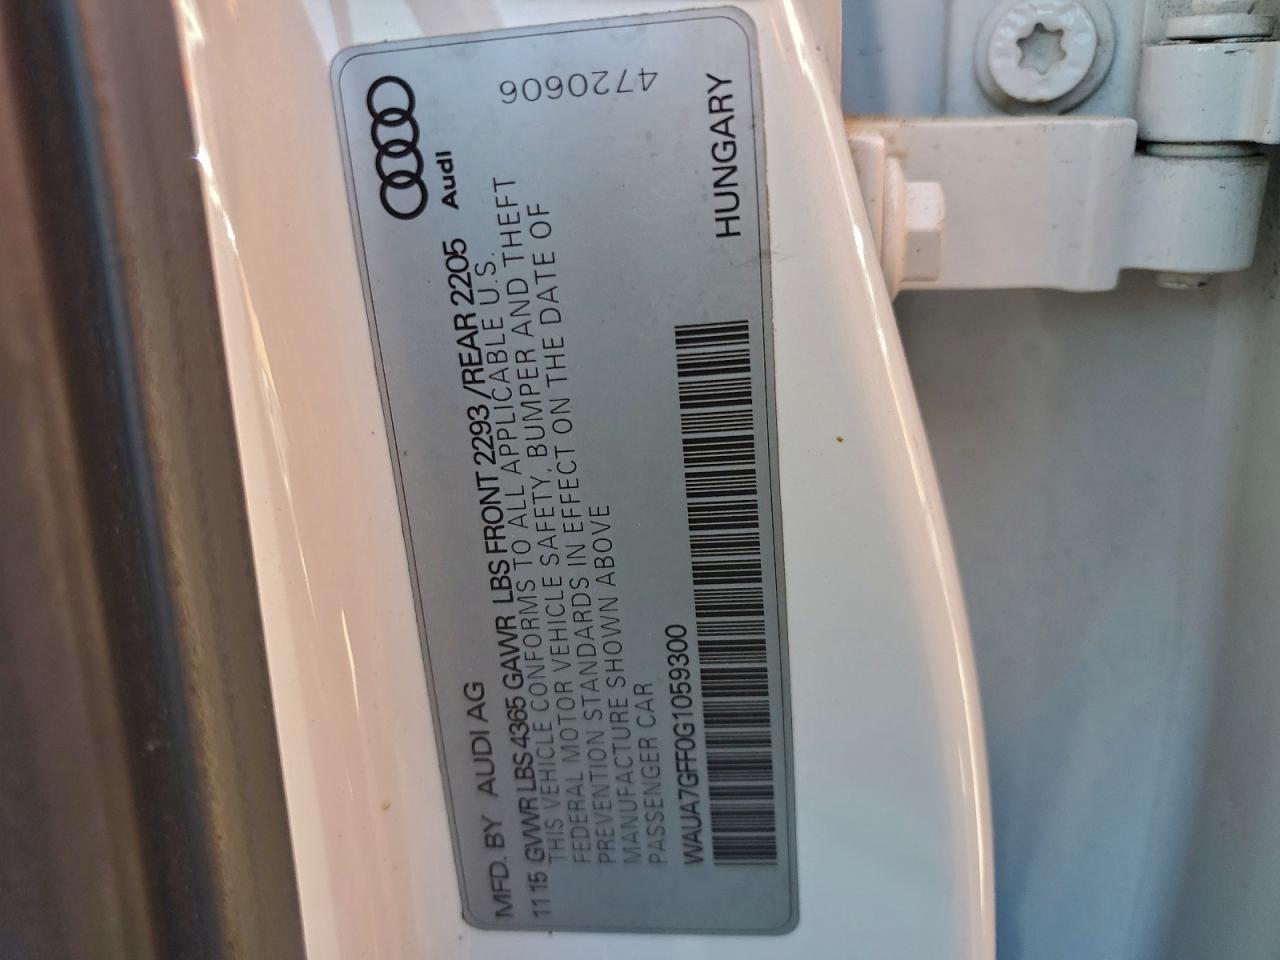 Audi
MFD. BY AUDI AG
11 15 GVWR LBS 4365 GAWR LBS FRONT 2293 /REAR 2205
THIS VEHICLE CONFORMS TO ALL APPLICABLE U.S.
FEDERAL MOTOR VEHICLE SAFETY, BUMPER AND THEFT
PREVENTION STANDARDS IN EFFECT ON THE DATE OF
MANUFACTURE SHOWN ABOVE
PASSENGER CAR
WAUA7GFF0G1059300
HUNGARY
4720606